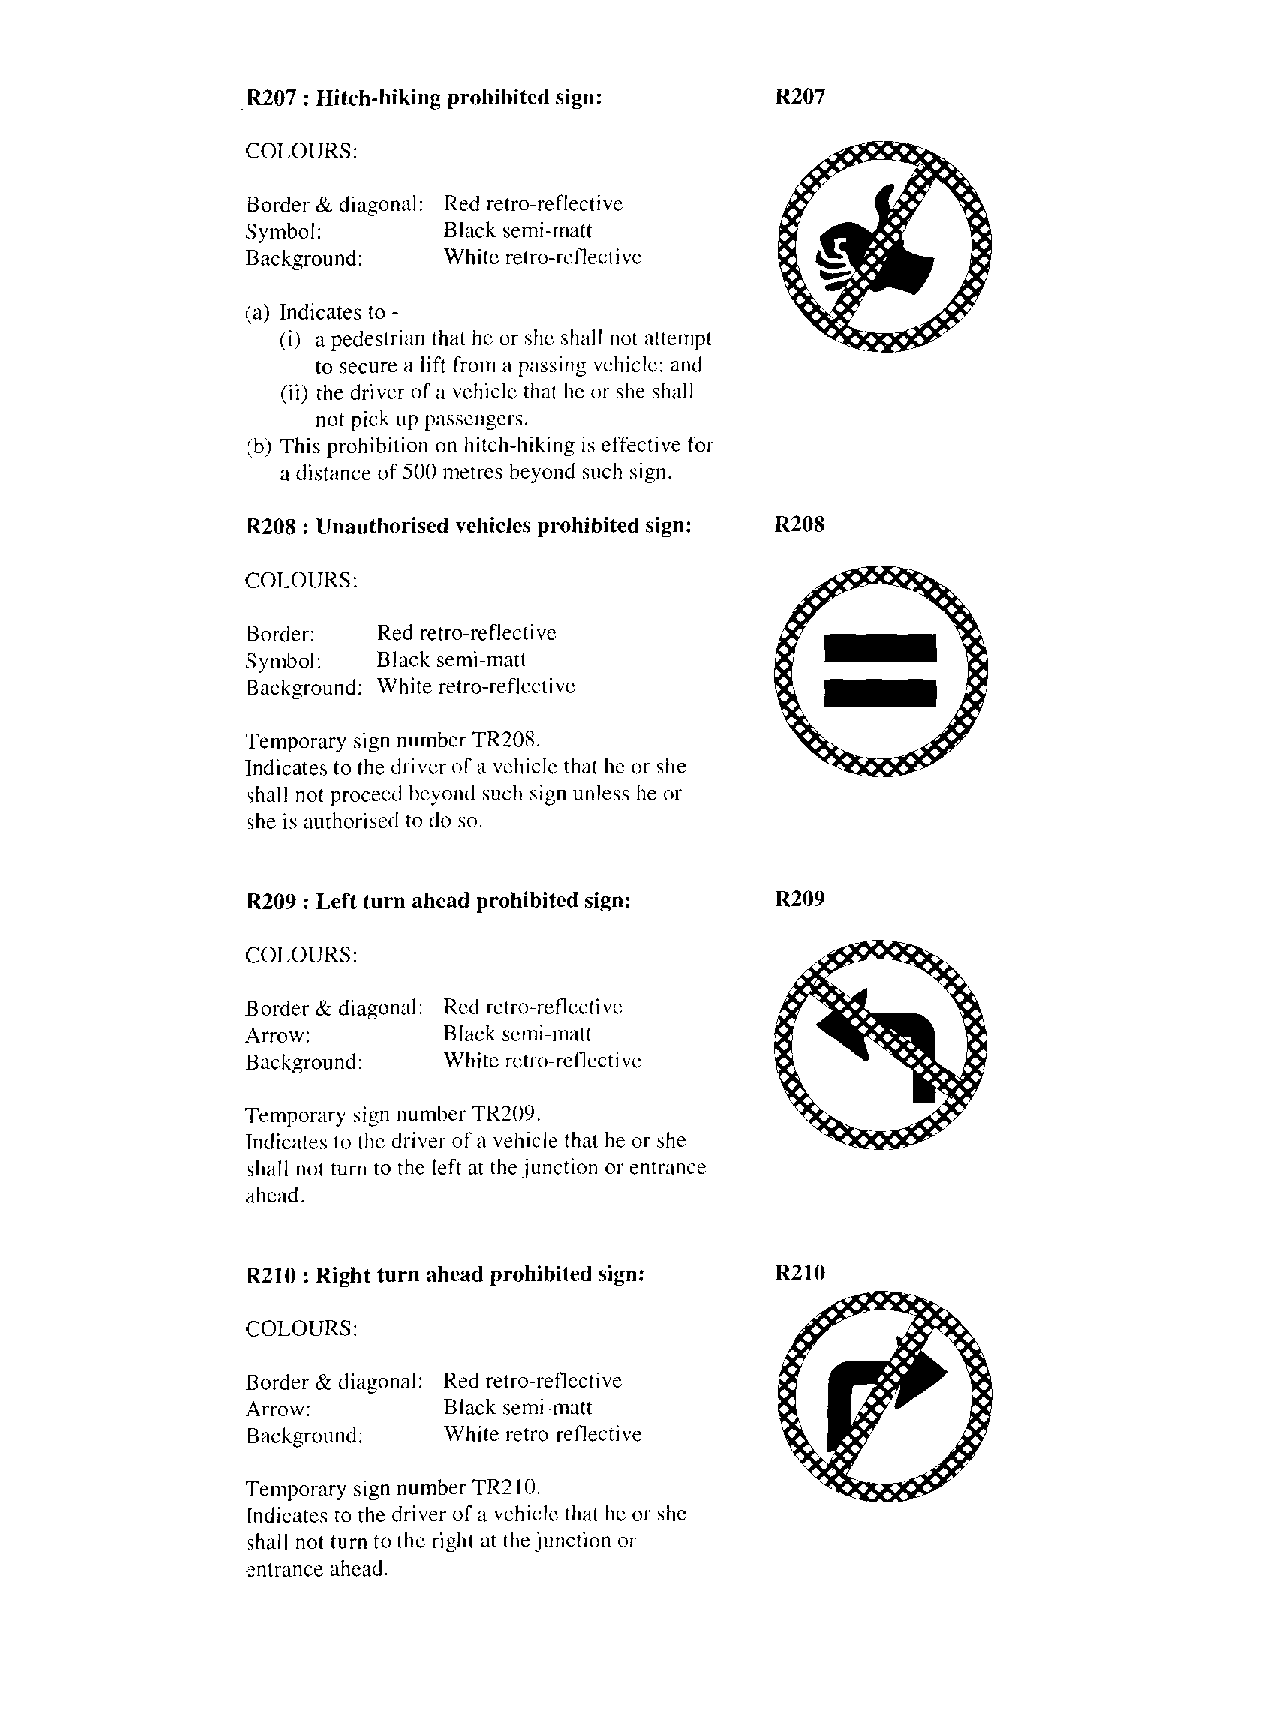 R207 : Hitch-hiking prohibited sign: R207
COLOURS:
Border & diagonal: Red retro-reflective
Symbol: Black semi-matt
Background: White retro-reflective
(a) Indicates to -
(i) a pedestrian that he or she shall not attempt
to secure a lift from a passing vehicle; and
(ii) the driver of a vehicle that he or she shall
not pick up passengers.
(b) This prohibition on hitch-hiking is effective for
a distance of 500 metres beyond such sign.
R208 : Unauthorised vehicles prohibited sign: R208
COLOURS:
Border: Red retro-reflective
Symbol: Black semi-matt
Background: White retro-reflective
Temporary sign number TR208.
Indicates to the driver of a vehicle that he or she
shall not proceed beyond such sign unless he or
she is authorised to do so.
R209 : Left turn ahead prohibited sign: R209
COLOURS:
Border & diagonal: Red retro-reflective
Arrow: Black semi-matt
Background: White retro-reflective
Temporary sign number TR209.
Indicates to the driver of a vehicle that he or she
shall not turn to the left at the junction or entrance
ahead.
R210 : Right turn ahead prohibited sign: R210
COLOURS:
Border & diagonal: Red retro-reflective
Arrow: Black semi-matt
Background: White retro reflective
Temporary sign number TR210.
Indicates to the driver of a vehicle that he or she
shall not turn to the right at the junction or
entrance ahead.